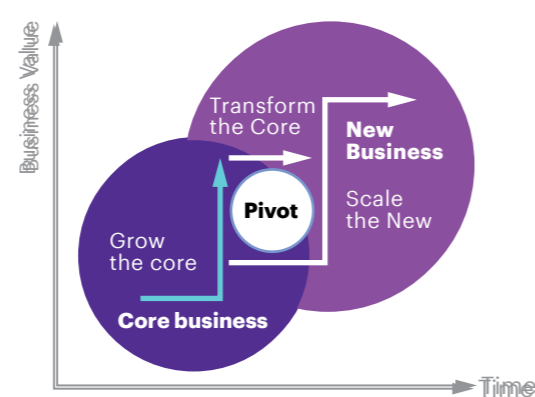 Business Value
Transform
the Core
New
Business
Pivot
Scale
the New
Grow
the core
Core business
Time